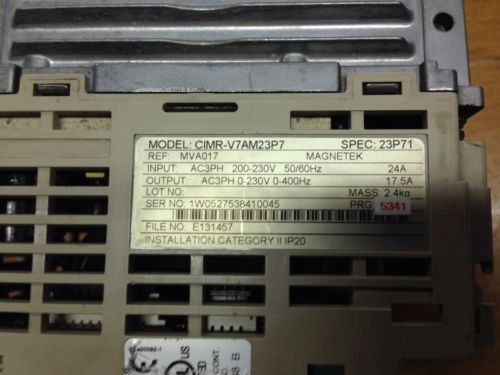 MODEL: CIMR-V7AM23P7 SPEC: 23P71
REF: MVA017 MAGNETEK
INPUT: AC3PH 200-230V 50/60Hz 24A
OUTPUT: AC3PH 0-230V 0-400Hz 17.5A
LOT NO. MASS: 2.4kg
SER NO: 1W0527538410045 PRG: 5341
FILE NO: E131457
INSTALLATION CATEGORY II IP20
US
CONT.